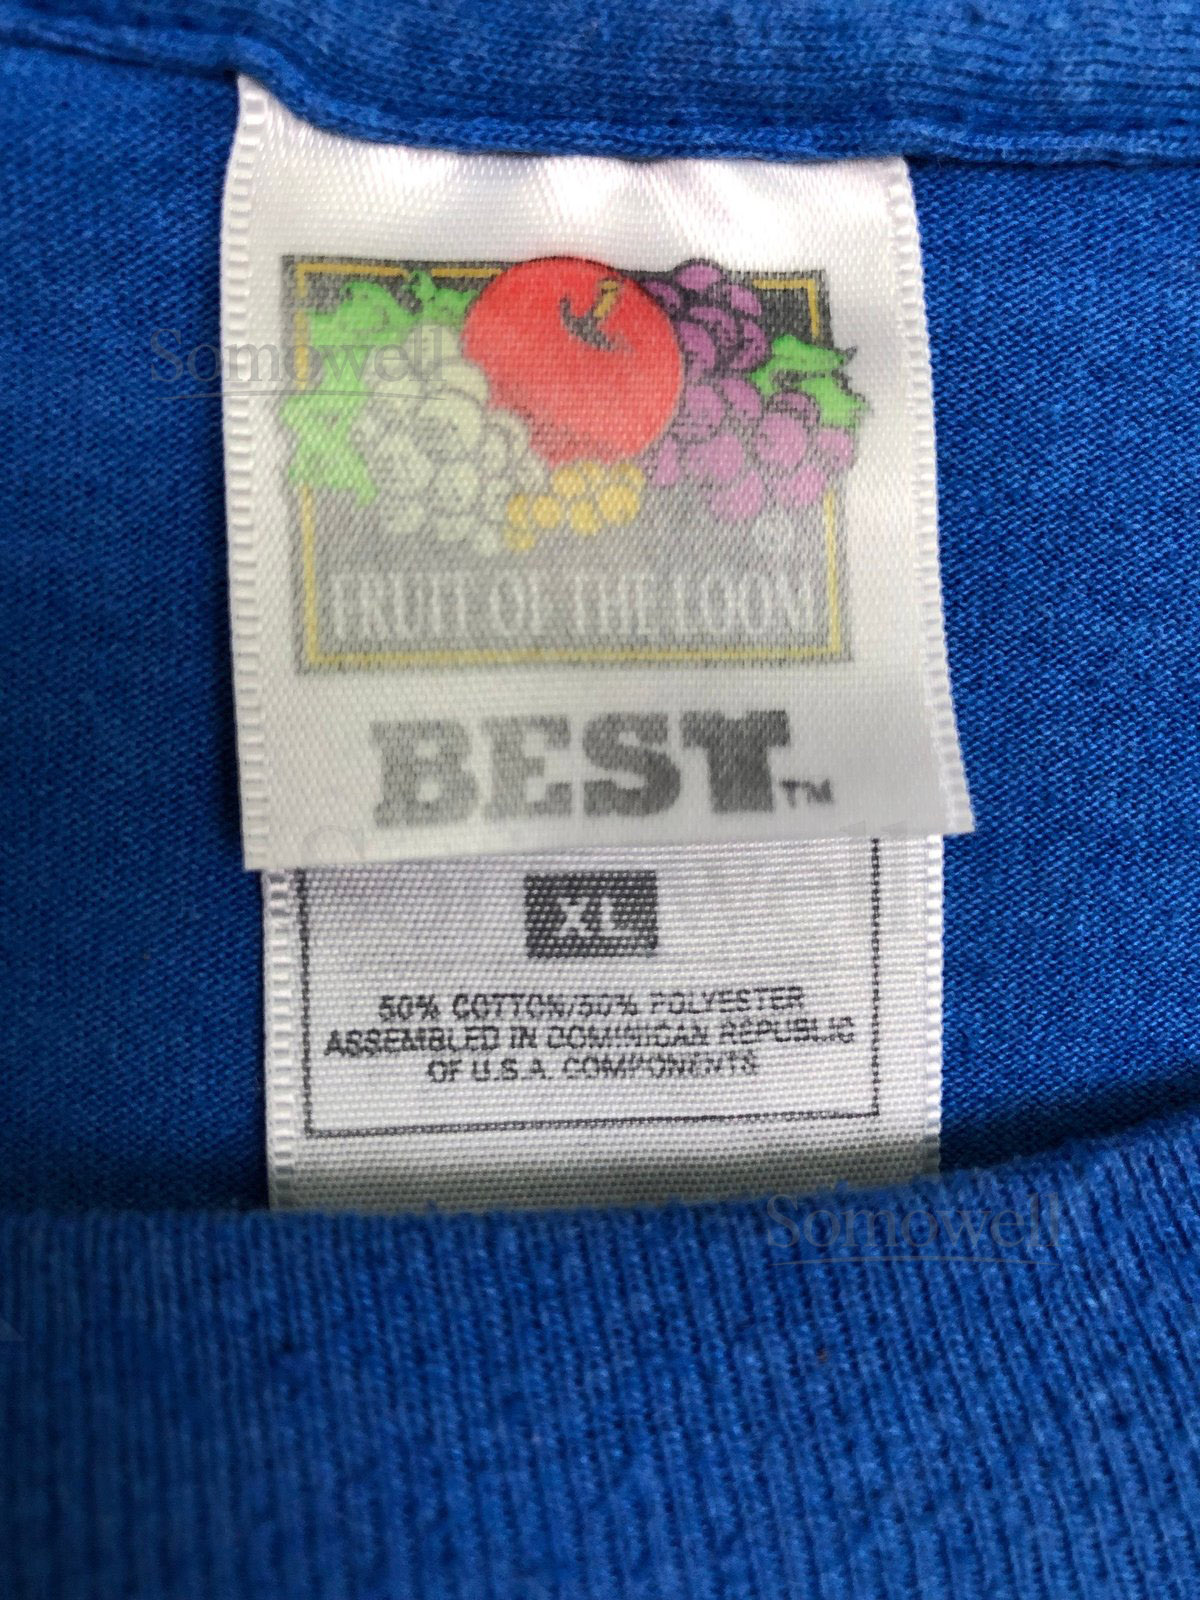 Somowell
®
FRUIT OF THE LOOM
BEST™
XL
50% COTTON/50% POLYESTER
ASSEMBLED IN DOMINICAN REPUBLIC
OF U.S.A. COMPONENTS
Somowell